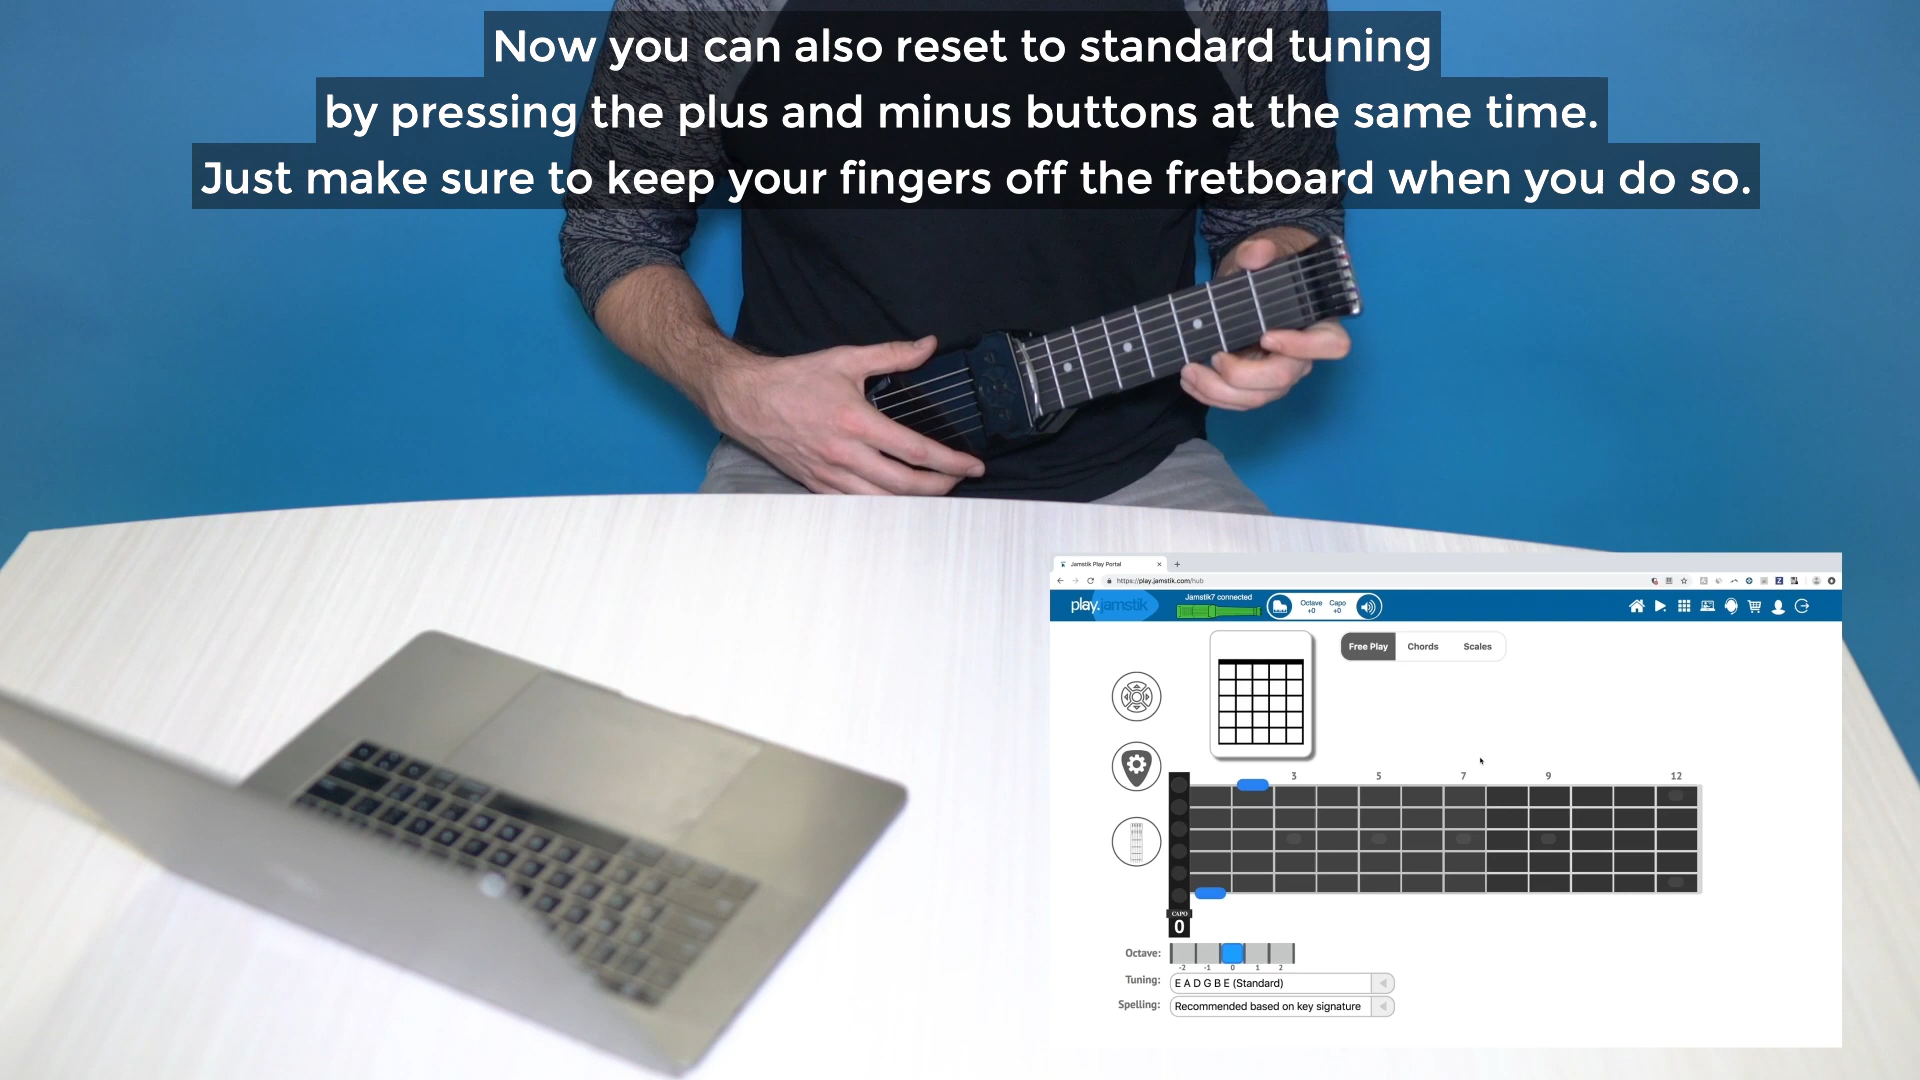 Now you can also reset to standard tuning
by pressing the plus and minus buttons at the same time.
Just make sure to keep your fingers off the fretboard when you do so.
Jamstik Play Portal
https://play.jamstik.com/hub
play.jamstik
Jamstik7 connected
Octave
+0
Capo
+0
Free Play
Chords
Scales
3
5
7
9
12
CAPO
0
Octave:
-2
-1
0
1
2
Tuning:
E A D G B E (Standard)
Spelling:
Recommended based on key signature